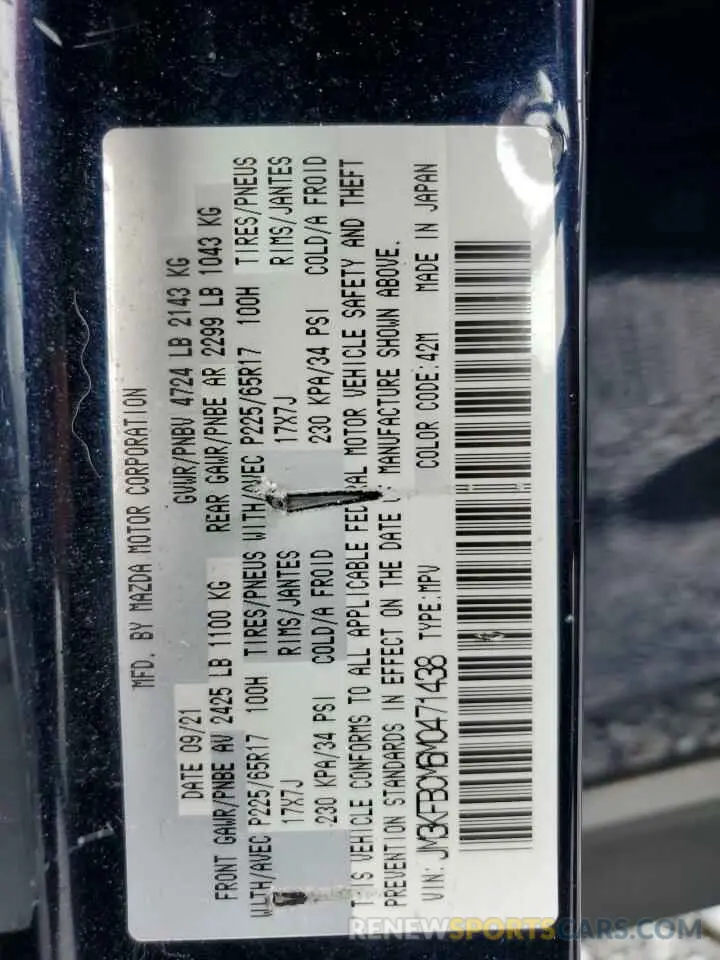 MFD. BY MAZDA MOTOR CORPORATION
DATE 09/21 GVWR/PNBV 4724 LB 2143 KG
FRONT GAWR/PNBE AV 2425 LB 1100 KG REAR GAWR/PNBE AR 2299 LB 1043 KG
WITH/AVEC P225/65R17 100H TIRES/PNEUS WITH/AVEC P225/65R17 100H TIRES/PNEUS
17X7J RIMS/JANTES 17X7J RIMS/JANTES
230 KPA/34 PSI COLD/A FROID 230 KPA/34 PSI COLD/A FROID
THIS VEHICLE CONFORMS TO ALL APPLICABLE FEDERAL MOTOR VEHICLE SAFETY AND THEFT
PREVENTION STANDARDS IN EFFECT ON THE DATE OF MANUFACTURE SHOWN ABOVE.
VIN: JM3KFBCM6M0471438 TYPE:MPV COLOR CODE:42M MADE IN JAPAN
RENEWSPORTSCARS.COM